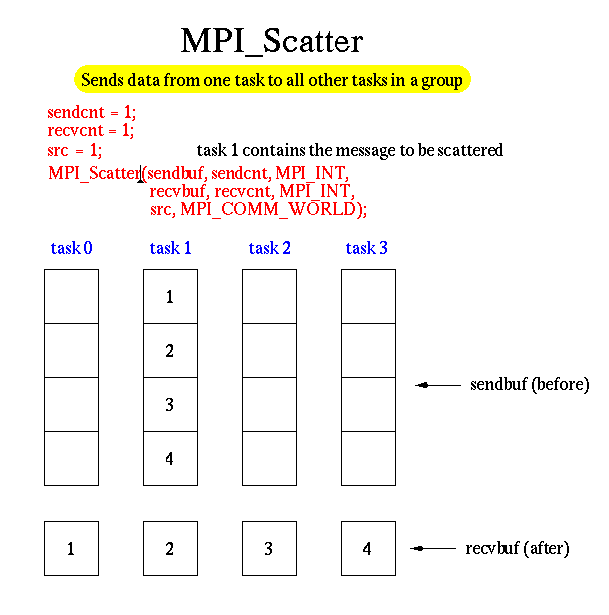 MPI_Scatter
Sends data from one task to all other tasks in a group
sendcnt = 1;
recvcnt = 1;
src = 1; task 1 contains the message to be scattered
MPI_Scatter(sendbuf, sendcnt, MPI_INT,
recvbuf, recvcnt, MPI_INT,
src, MPI_COMM_WORLD);
task 0 task 1 task 2 task 3
1
2
3
sendbuf (before)
4
1 2 3 4 recvbuf (after)